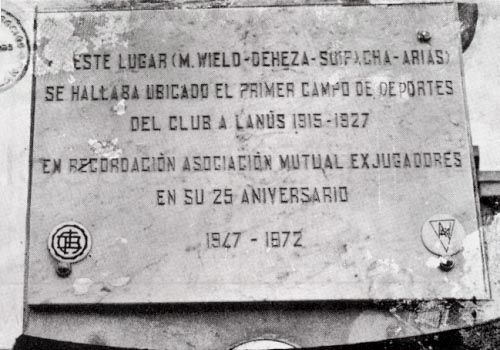 ESTE LUGAR (M. WIELD-DEHEZA-SUIPACHA-ARIAS)
SE HALLABA UBICADO EL PRIMER CAMPO DE DEPORTES
DEL CLUB A LANÚS 1915-1927
EN RECORDACIÓN ASOCIACIÓN MUTUAL EXJUGADORES
EN SU 25 ANIVERSARIO
1947 - 1972